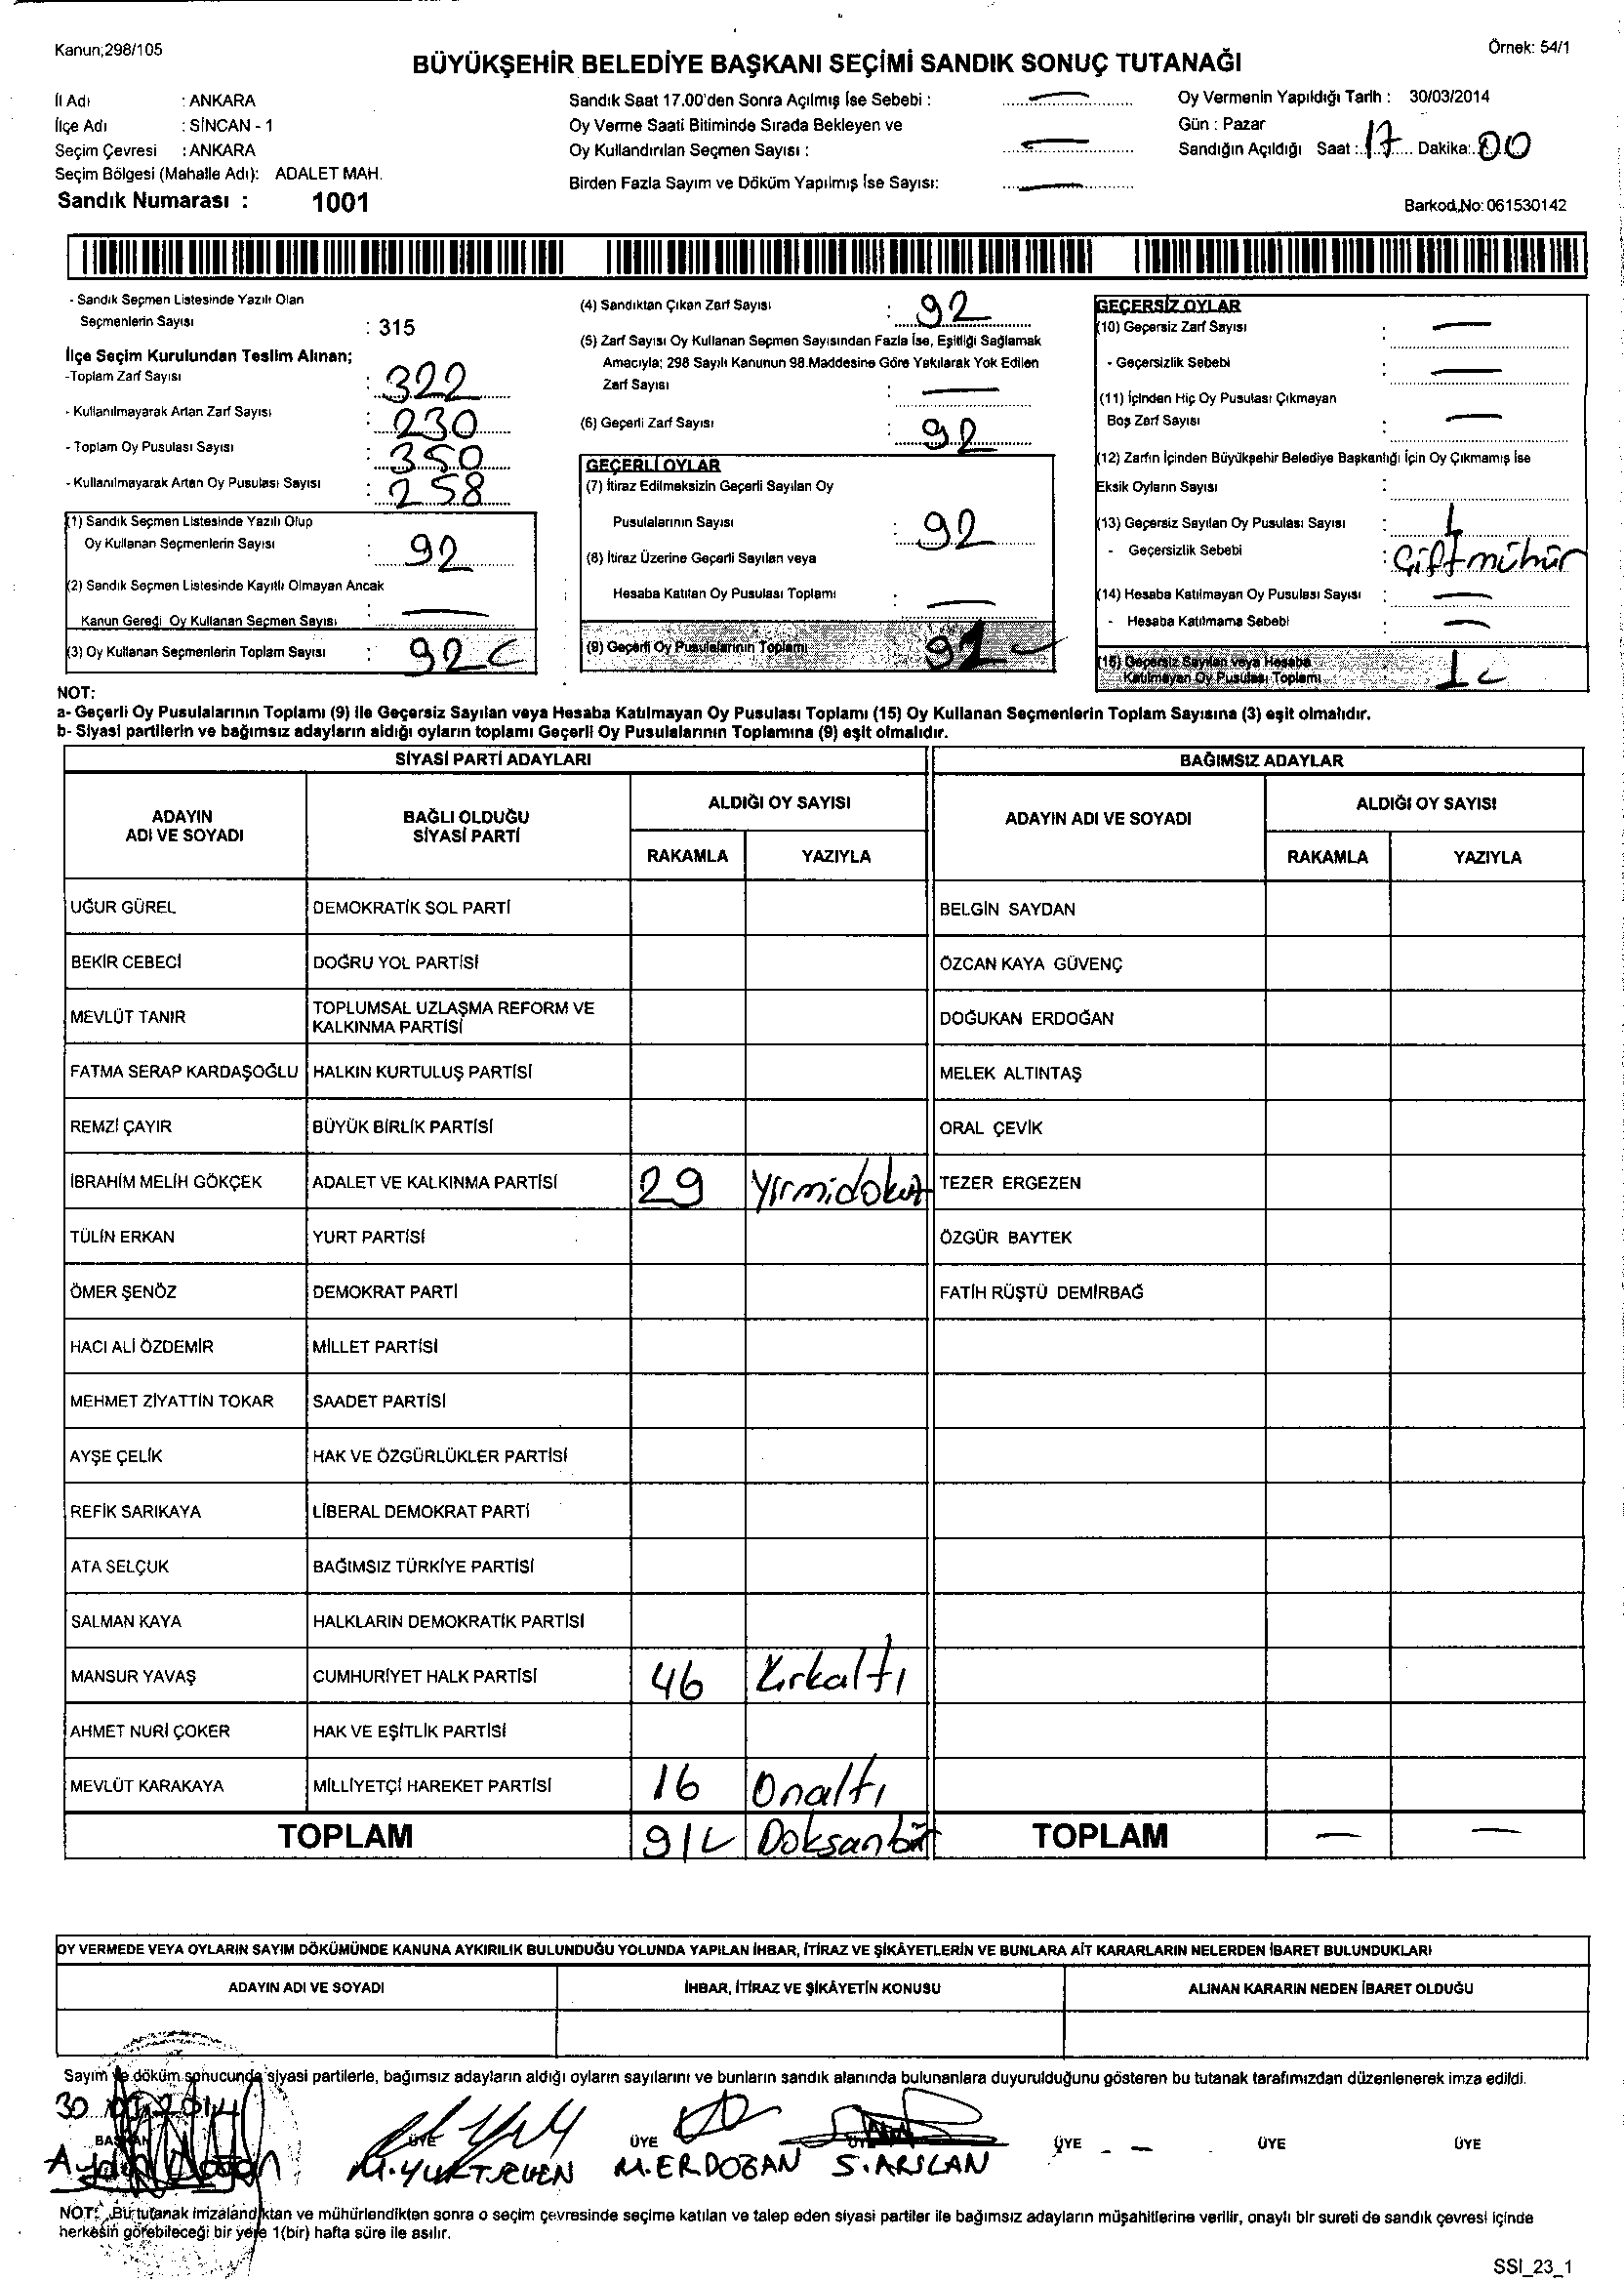 Kanun;298/105
Örnek: 54/1
BÜYÜKŞEHİR BELEDİYE BAŞKANI SEÇİMİ SANDIK SONUÇ TUTANAĞI
İl Adı : ANKARA
İlçe Adı : SİNCAN - 1
Seçim Çevresi : ANKARA
Seçim Bölgesi (Mahalle Adı): ADALET MAH.
Sandık Numarası : 1001
Sandık Saat 17.00'den Sonra Açılmış İse Sebebi : —
Oy Verme Saati Bitiminde Sırada Bekleyen ve
Oy Kullandırılan Seçmen Sayısı : —
Birden Fazla Sayım ve Döküm Yapılmış İse Sayısı: —
Oy Vermenin Yapıldığı Tarih : 30/03/2014
Gün : Pazar
Sandığın Açıldığı Saat : 17 Dakika: 00
Barkod No: 061530142
- Sandık Seçmen Listesinde Yazılı Olan
Seçmenlerin Sayısı : 315
İlçe Seçim Kurulundan Teslim Alınan;
-Toplam Zarf Sayısı : 322
- Kullanılmayarak Artan Zarf Sayısı : 230
- Toplam Oy Pusulası Sayısı : 350
- Kullanılmayarak Artan Oy Pusulası Sayısı : 258
(1) Sandık Seçmen Listesinde Yazılı Olup
Oy Kullanan Seçmenlerin Sayısı : 92
(2) Sandık Seçmen Listesinde Kayıtlı Olmayan Ancak
Kanun Gereği Oy Kullanan Seçmen Sayısı : —
(3) Oy Kullanan Seçmenlerin Toplam Sayısı : 92
(4) Sandıktan Çıkan Zarf Sayısı : 92
(5) Zarf Sayısı Oy Kullanan Seçmen Sayısından Fazla İse, Eşitliği Sağlamak
Amacıyla; 298 Sayılı Kanunun 98.Maddesine Göre Yakılarak Yok Edilen
Zarf Sayısı : —
(6) Geçerli Zarf Sayısı : 92
GEÇERLİ OYLAR
(7) İtiraz Edilmeksizin Geçerli Sayılan Oy
Pusulalarının Sayısı : 92
(8) İtiraz Üzerine Geçerli Sayılan veya
Hesaba Katılan Oy Pusulası Toplamı : —
(9) Geçerli Oy Pusulalarının Toplamı 91
GEÇERSİZ OYLAR
(10) Geçersiz Zarf Sayısı : —
- Geçersizlik Sebebi : —
(11) İçinden Hiç Oy Pusulası Çıkmayan
Boş Zarf Sayısı : —
(12) Zarfın İçinden Büyükşehir Belediye Başkanlığı İçin Oy Çıkmamış İse
Eksik Oyların Sayısı :
(13) Geçersiz Sayılan Oy Pusulası Sayısı : 1
- Geçersizlik Sebebi : Çift mühür
(14) Hesaba Katılmayan Oy Pusulası Sayısı : —
- Hesaba Katılmama Sebebi : —
(15) Geçersiz Sayılan veya Hesaba
Katılmayan Oy Pusulası Toplamı : 1
NOT:
a- Geçerli Oy Pusulalarının Toplamı (9) ile Geçersiz Sayılan veya Hesaba Katılmayan Oy Pusulası Toplamı (15) Oy Kullanan Seçmenlerin Toplam Sayısına (3) eşit olmalıdır.
b- Siyasi partilerin ve bağımsız adayların aldığı oyların toplamı Geçerli Oy Pusulalarının Toplamına (9) eşit olmalıdır.
SİYASİ PARTİ ADAYLARI BAĞIMSIZ ADAYLAR
ADAYIN ADI VE SOYADI BAĞLI OLDUĞU SİYASİ PARTİ ALDIĞI OY SAYISI ADAYIN ADI VE SOYADI ALDIĞI OY SAYISI
RAKAMLA YAZIYLA RAKAMLA YAZIYLA
UĞUR GÜREL DEMOKRATİK SOL PARTİ BELGİN SAYDAN
BEKİR CEBECİ DOĞRU YOL PARTİSİ ÖZCAN KAYA GÜVENÇ
MEVLÜT TANIR TOPLUMSAL UZLAŞMA REFORM VE KALKINMA PARTİSİ DOĞUKAN ERDOĞAN
FATMA SERAP KARDAŞOĞLU HALKIN KURTULUŞ PARTİSİ MELEK ALTINTAŞ
REMZİ ÇAYIR BÜYÜK BİRLİK PARTİSİ ORAL ÇEVİK
İBRAHİM MELİH GÖKÇEK ADALET VE KALKINMA PARTİSİ 29 Yirmidokuz TEZER ERGEZEN
TÜLİN ERKAN YURT PARTİSİ ÖZGÜR BAYTEK
ÖMER ŞENÖZ DEMOKRAT PARTİ FATİH RÜŞTÜ DEMİRBAĞ
HACI ALİ ÖZDEMİR MİLLET PARTİSİ
MEHMET ZİYATTİN TOKAR SAADET PARTİSİ
AYŞE ÇELİK HAK VE ÖZGÜRLÜKLER PARTİSİ
REFİK SARIKAYA LİBERAL DEMOKRAT PARTİ
ATA SELÇUK BAĞIMSIZ TÜRKİYE PARTİSİ
SALMAN KAYA HALKLARIN DEMOKRATİK PARTİSİ
MANSUR YAVAŞ CUMHURİYET HALK PARTİSİ 46 Kırkaltı
AHMET NURİ ÇOKER HAK VE EŞİTLİK PARTİSİ
MEVLÜT KARAKAYA MİLLİYETÇİ HAREKET PARTİSİ 16 Onaltı
TOPLAM 91 Doksanbir TOPLAM — —
OY VERMEDE VEYA OYLARIN SAYIM DÖKÜMÜNDE KANUNA AYKIRILIK BULUNDUĞU YOLUNDA YAPILAN İHBAR, İTİRAZ VE ŞİKÂYETLERİN VE BUNLARA AİT KARARLARIN NELERDEN İBARET BULUNDUKLARI
ADAYIN ADI VE SOYADI İHBAR, İTİRAZ VE ŞİKÂYETİN KONUSU ALINAN KARARIN NEDEN İBARET OLDUĞU
Sayım ve döküm sonucunda siyasi partilerle, bağımsız adayların aldığı oyların sayılarını ve bunların sandık alanında bulunanlara duyurulduğunu gösteren bu tutanak tarafımızdan düzenlenerek imza edildi.
30 03 2014
BAŞKAN ÜYE ÜYE ÜYE ÜYE ÜYE ÜYE
Aydın M.YURTSEVEN M.ERDOĞAN S.ARSLAN
NOT: Bu tutanak imzalandıktan ve mühürlendikten sonra o seçim çevresinde seçime katılan ve talep eden siyasi partiler ile bağımsız adayların müşahitlerine verilir, onaylı bir sureti de sandık çevresi içinde
herkesin görebileceği bir yere 1(bir) hafta süre ile asılır.
SSI_23_1